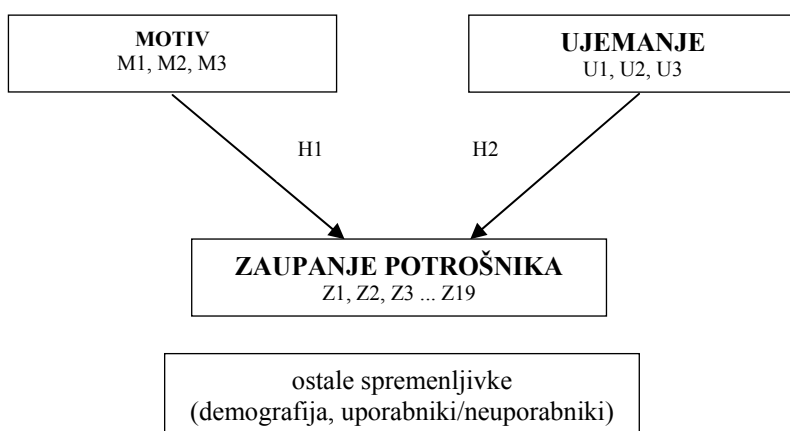 MOTIV
M1, M2, M3
UJEMANJE
U1, U2, U3
H1
H2
ZAUPANJE POTROŠNIKA
Z1, Z2, Z3 ... Z19
ostale spremenljivke
(demografija, uporabniki/neuporabniki)